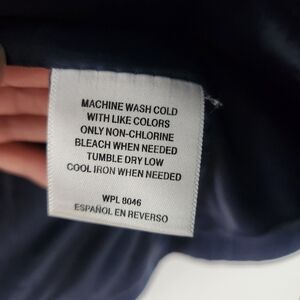 MACHINE WASH COLD
WITH LIKE COLORS
ONLY NON-CHLORINE
BLEACH WHEN NEEDED
TUMBLE DRY LOW
COOL IRON WHEN NEEDED
WPL 8046
ESPAÑOL EN REVERSO